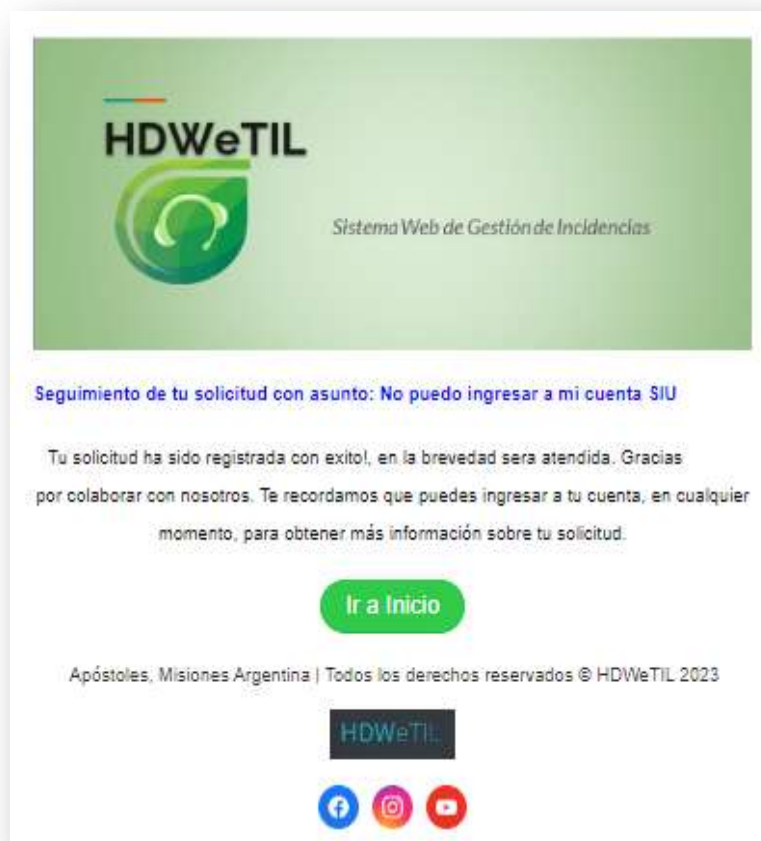 HDWeTIL
Sistema Web de Gestión de Incidencias
Seguimiento de tu solicitud con asunto: No puedo ingresar a mi cuenta SIU
Tu solicitud ha sido registrada con exito!, en la brevedad sera atendida. Gracias
por colaborar con nosotros. Te recordamos que puedes ingresar a tu cuenta, en cualquier
momento, para obtener más información sobre tu solicitud.
Ir a Inicio
Apóstoles, Misiones Argentina | Todos los derechos reservados © HDWeTIL 2023
HDWeTIL